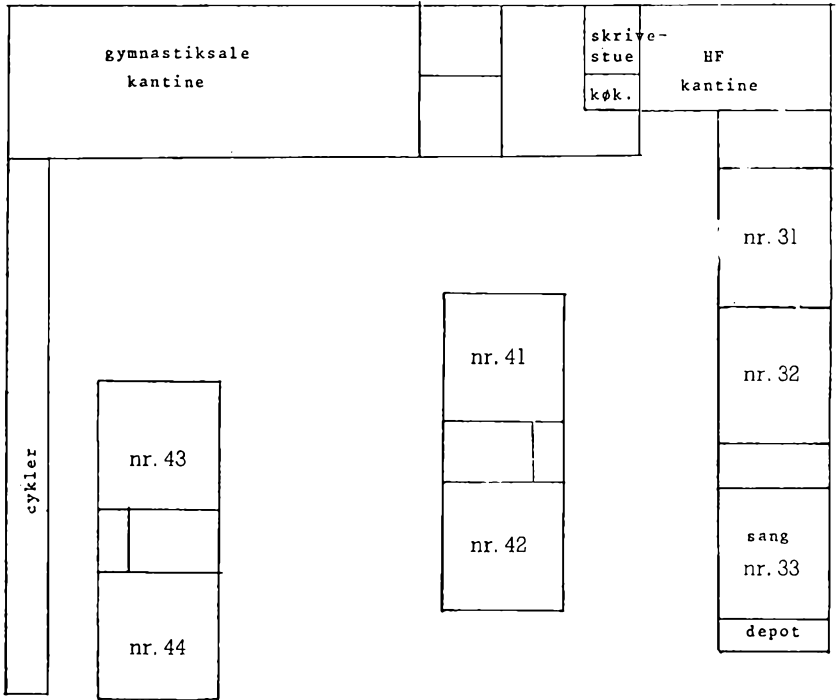 gymnastiksale
kantine
skrive-
stue
køk.
HF
kantine
nr. 31
nr. 41
nr. 32
nr. 43
cykler
nr. 42
sang
nr. 33
depot
nr. 44